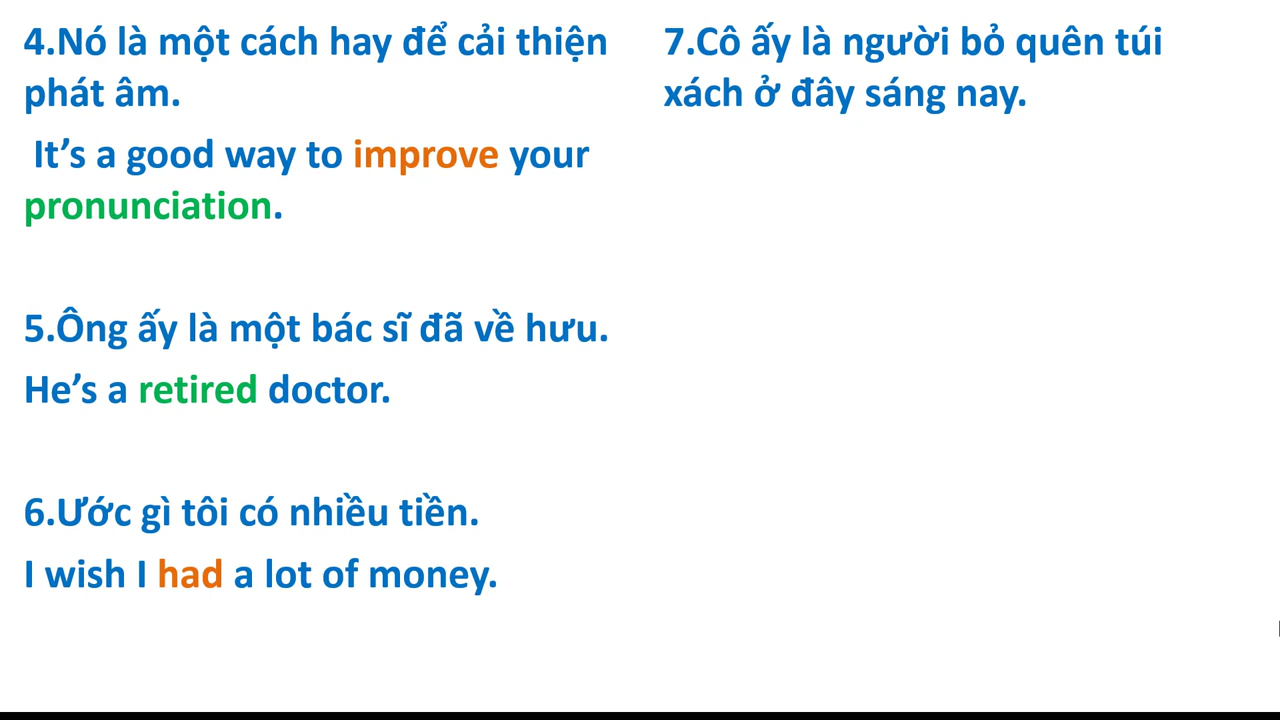 4.Nó là một cách hay để cải thiện
phát âm.
It’s a good way to improve your
pronunciation.
5.Ông ấy là một bác sĩ đã về hưu.
He’s a retired doctor.
6.Ước gì tôi có nhiều tiền.
I wish I had a lot of money.
7.Cô ấy là người bỏ quên túi
xách ở đây sáng nay.